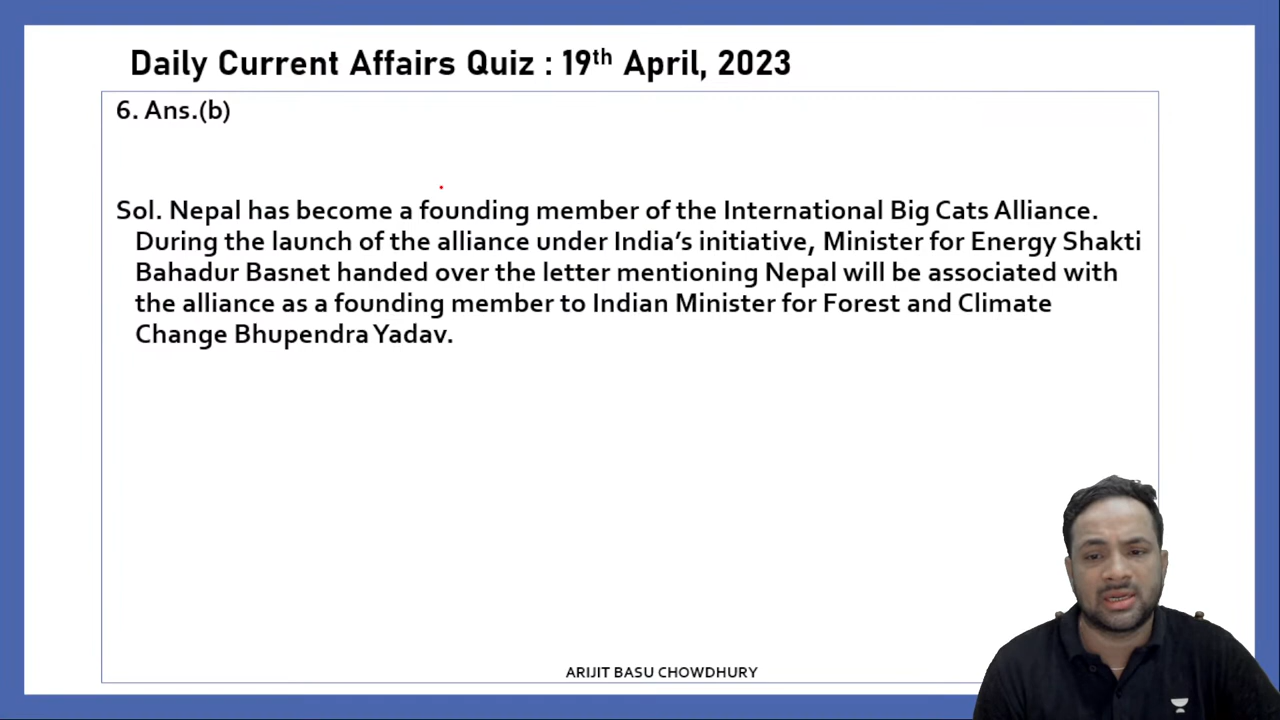 Daily Current Affairs Quiz : 19th April, 2023
6. Ans.(b)
Sol. Nepal has become a founding member of the International Big Cats Alliance.
During the launch of the alliance under India's initiative, Minister for Energy Shakti
Bahadur Basnet handed over the letter mentioning Nepal will be associated with
the alliance as a founding member to Indian Minister for Forest and Climate
Change Bhupendra Yadav.
ARIJIT BASU CHOWDHURY